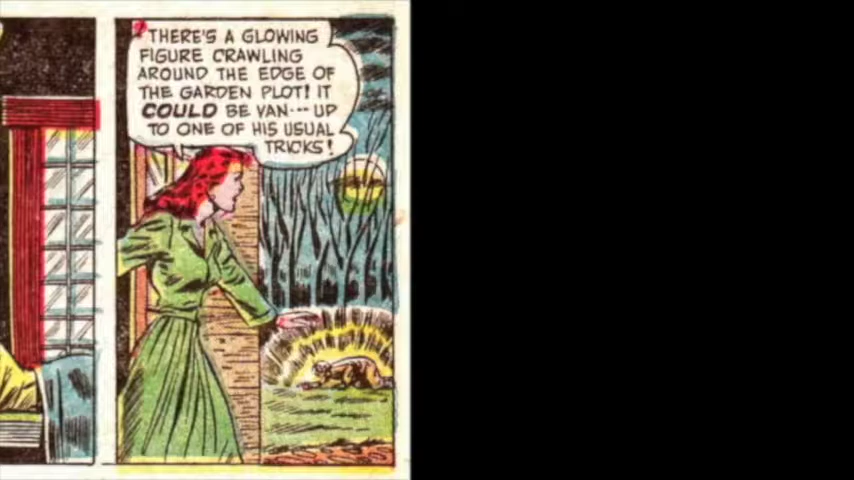 THERE'S A GLOWING
FIGURE CRAWLING
AROUND THE EDGE OF
THE GARDEN PLOT! IT
COULD BE VAN--- UP
TO ONE OF HIS USUAL
TRICKS!